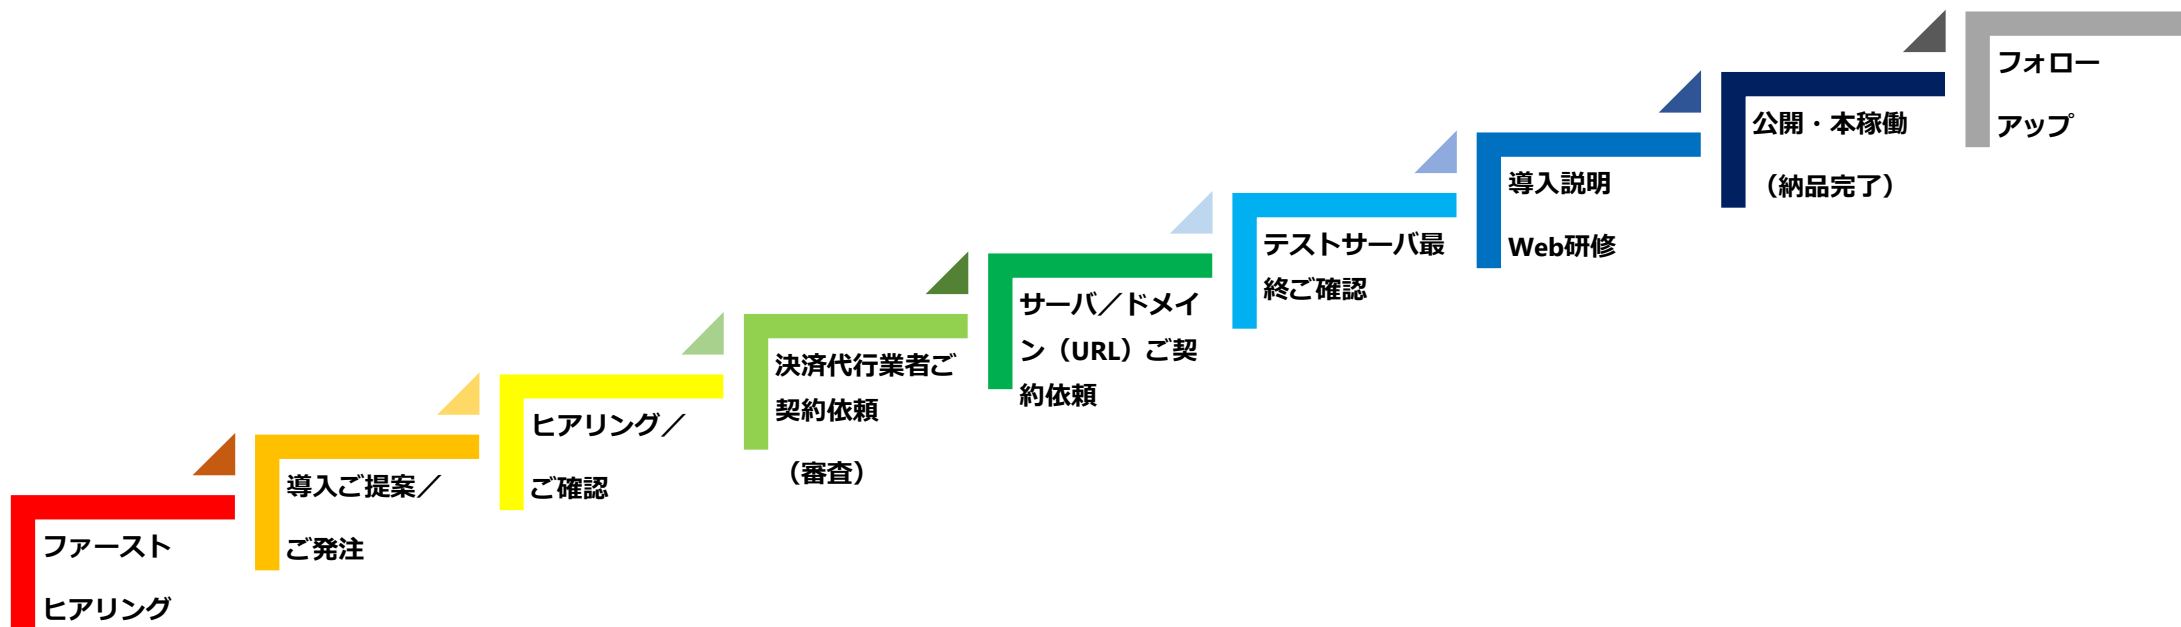 ファースト
ヒアリング
導入ご提案／
ご発注
ヒアリング／
ご確認
決済代行業者ご
契約依頼
（審査）
サーバ／ドメイ
ン（URL）ご契
約依頼
テストサーバ最
終ご確認
導入説明
Web研修
公開・本稼働
（納品完了）
フォロー
アップ